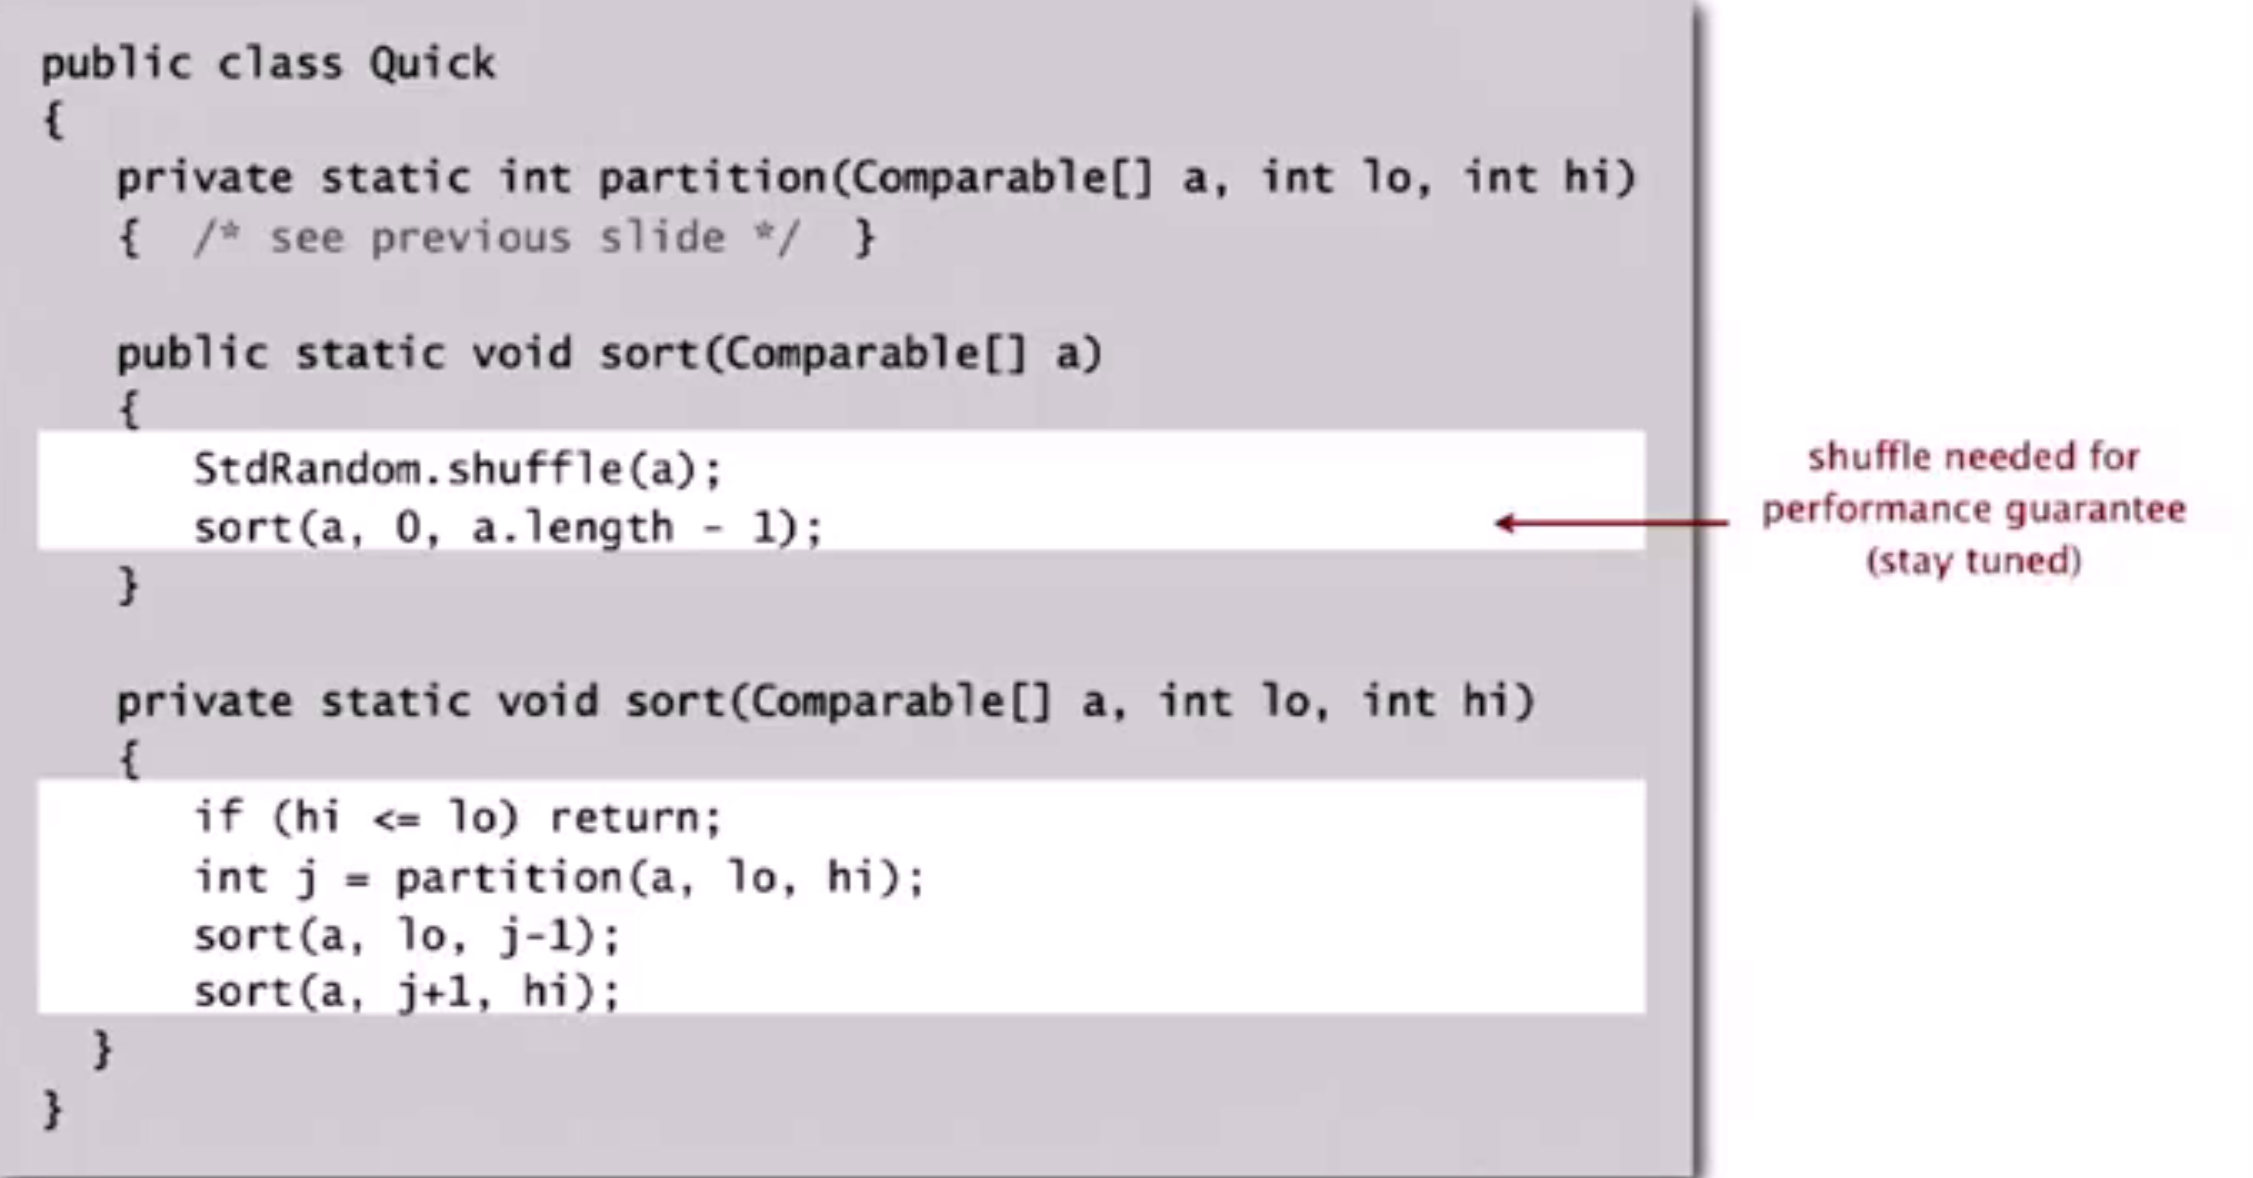 public class Quick
{
private static int partition(Comparable[] a, int lo, int hi)
{ /* see previous slide */ }
public static void sort(Comparable[] a)
{
StdRandom.shuffle(a);
sort(a, 0, a.length - 1);
}
private static void sort(Comparable[] a, int lo, int hi)
{
if (hi <= lo) return;
int j = partition(a, lo, hi);
sort(a, lo, j-1);
sort(a, j+1, hi);
}
}
shuffle needed for
performance guarantee
(stay tuned)